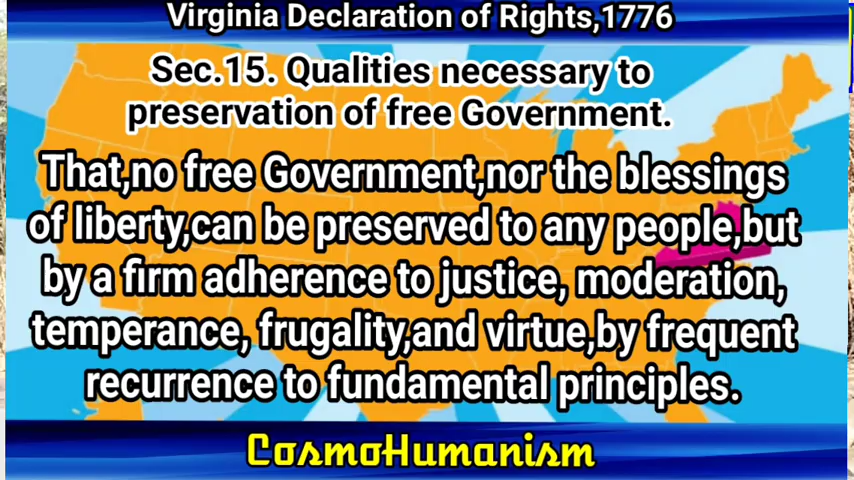 Virginia Declaration of Rights,1776
Sec.15. Qualities necessary to
preservation of free Government.
That,no free Government,nor the blessings
of liberty,can be preserved to any people,but
by a firm adherence to justice, moderation,
temperance, frugality,and virtue,by frequent
recurrence to fundamental principles.
CosmoHumanism